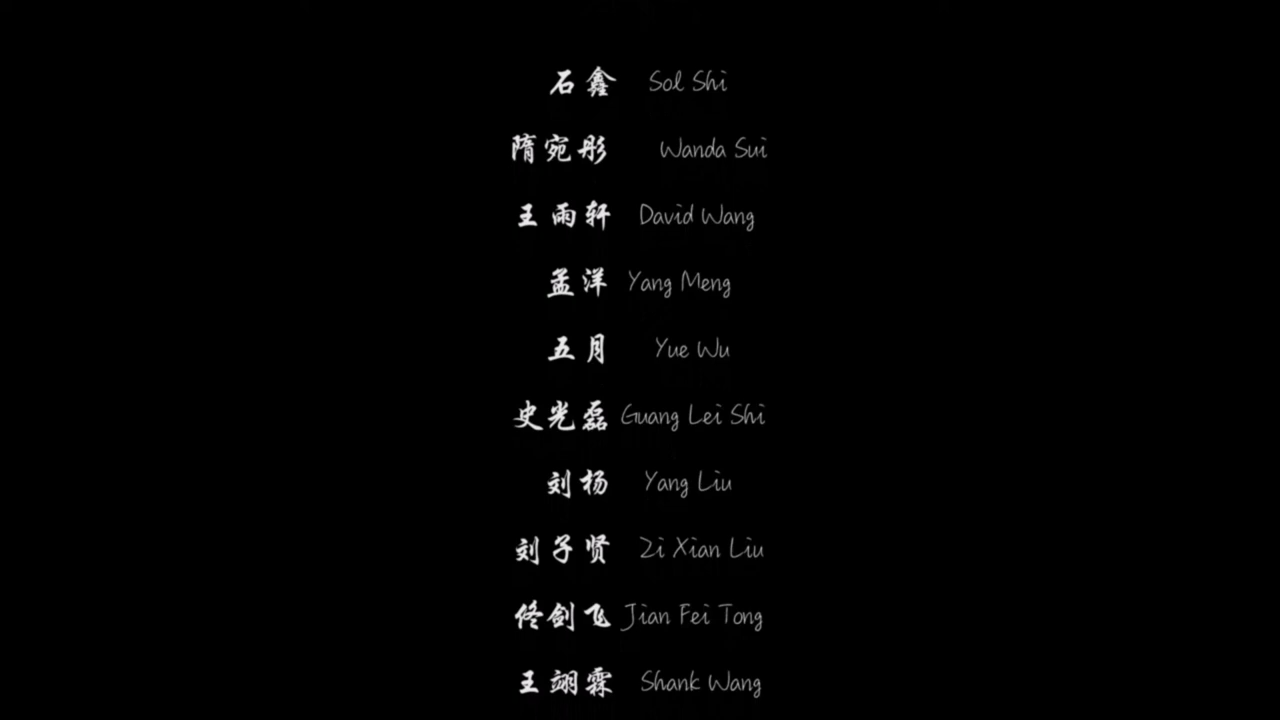 石鑫 Sol Shi
隋宛彤 Wanda Sui
王雨轩 David Wang
孟洋 Yang Meng
五月 Yue Wu
史光磊 Guang Lei Shi
刘杨 Yang Liu
刘子贤 Zi Xian Liu
佟剑飞 Jian Fei Tong
王翊霖 Shank Wang